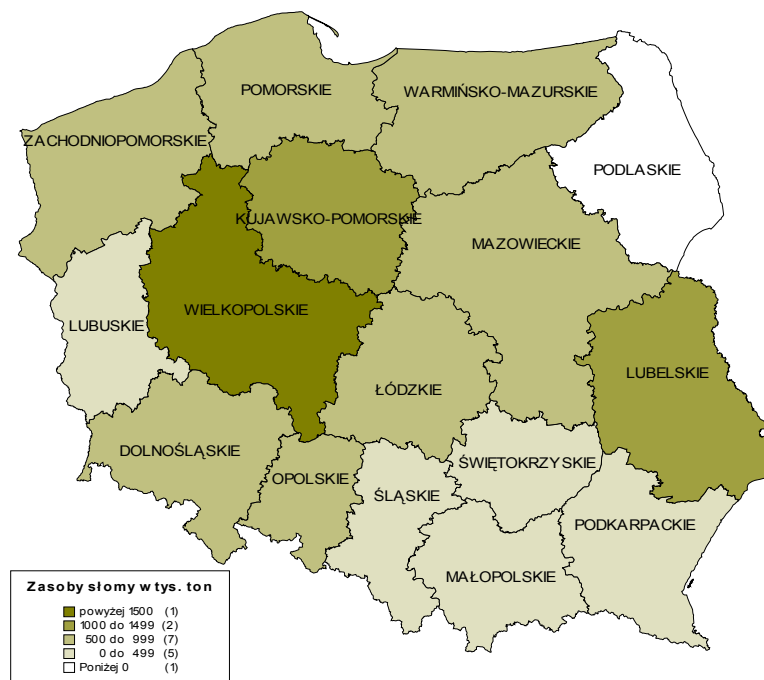 POMORSKIE
WARMIŃSKO-MAZURSKIE
ZACHODNIOPOMORSKIE
PODLASKIE
KUJAWSKO-POMORSKIE
MAZOWIECKIE
WIELKOPOLSKIE
LUBUSKIE
LUBELSKIE
ŁÓDZKIE
DOLNOŚLĄSKIE
ŚWIĘTOKRZYSKIE
OPOLSKIE
ŚLĄSKIE
PODKARPACKIE
MAŁOPOLSKIE
Zasoby słomy w tys. ton
powyżej 1500 (1)
1000 do 1499 (2)
500 do 999 (7)
0 do 499 (5)
Poniżej 0 (1)